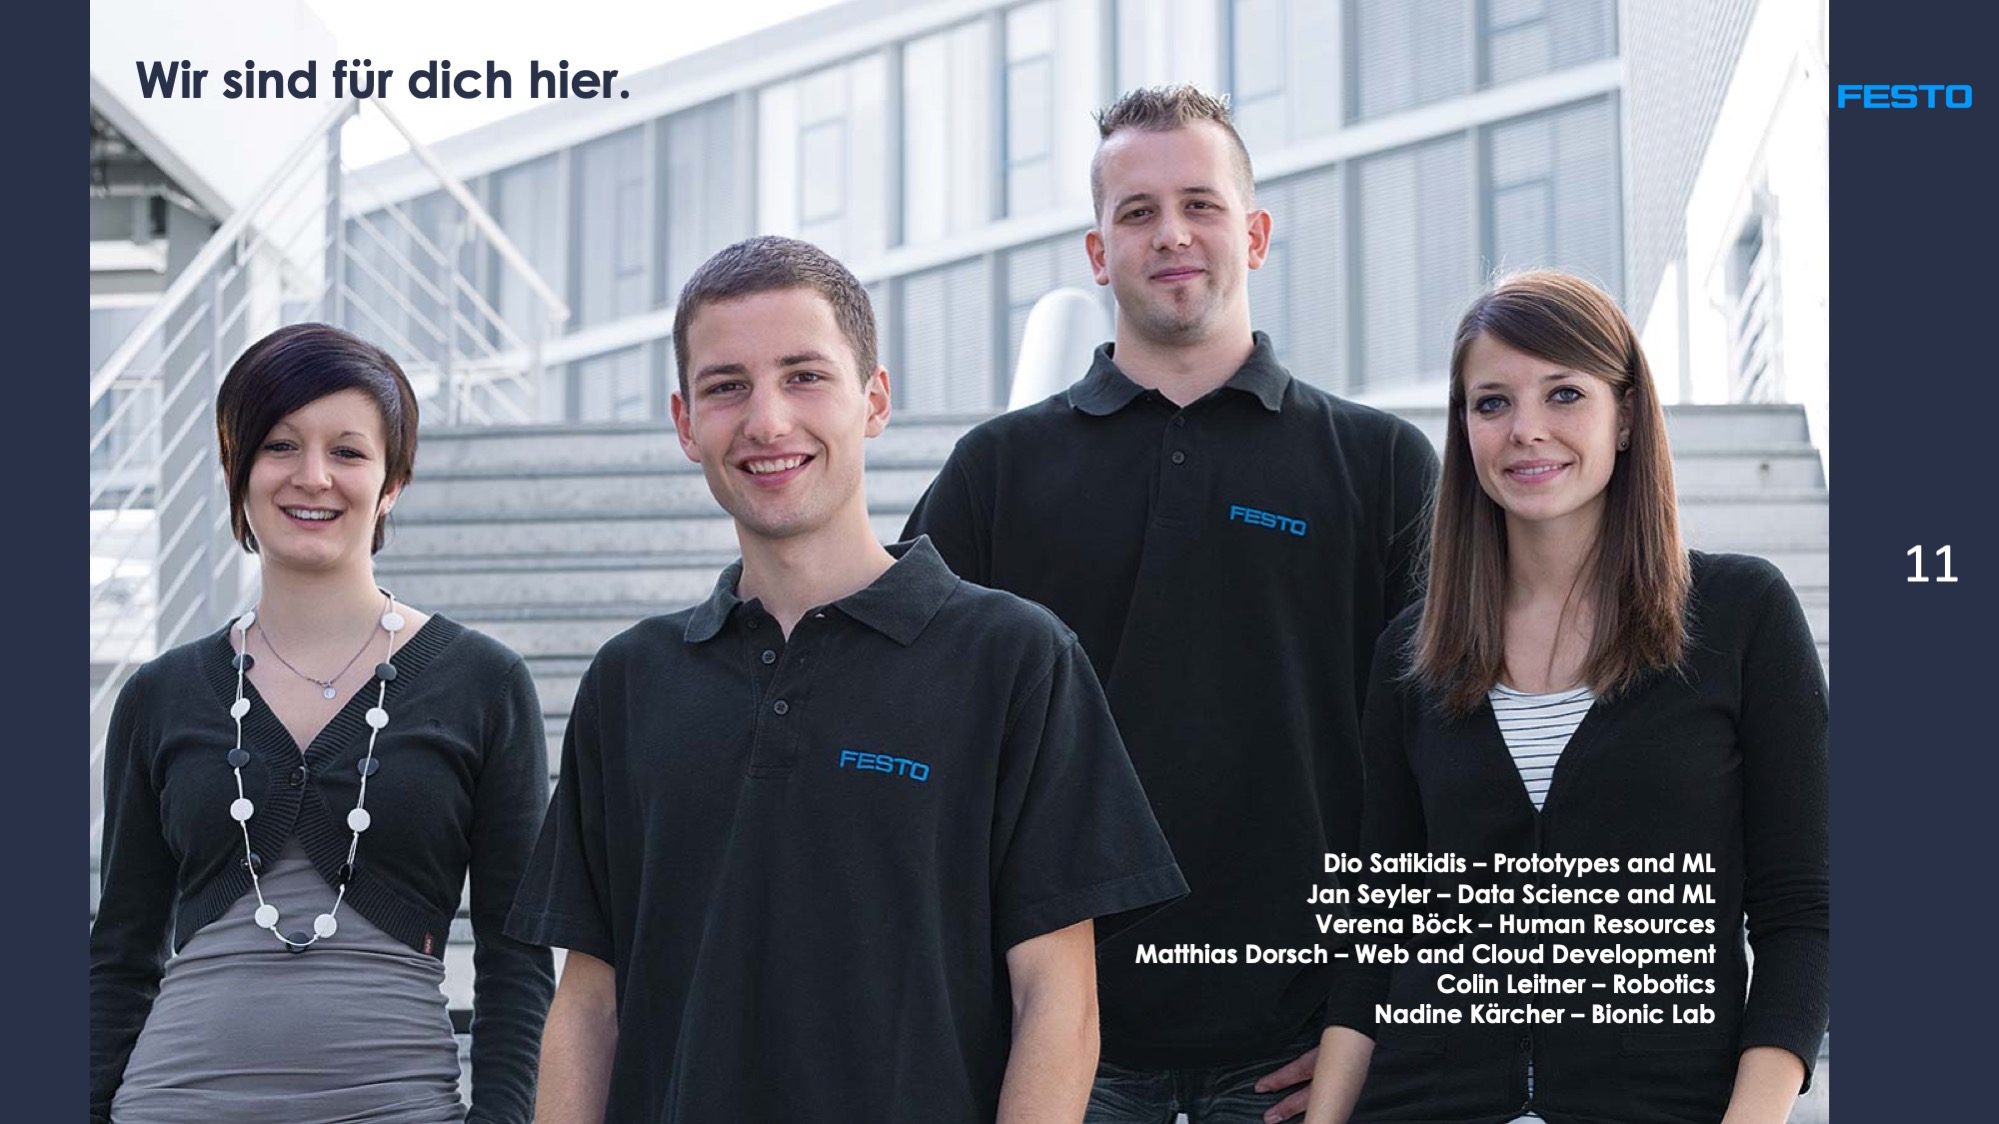 Wir sind für dich hier.
FESTO
FESTO
FESTO
11
Dio Satikidis – Prototypes and ML
Jan Seyler – Data Science and ML
Verena Böck – Human Resources
Matthias Dorsch – Web and Cloud Development
Colin Leitner – Robotics
Nadine Kärcher – Bionic Lab